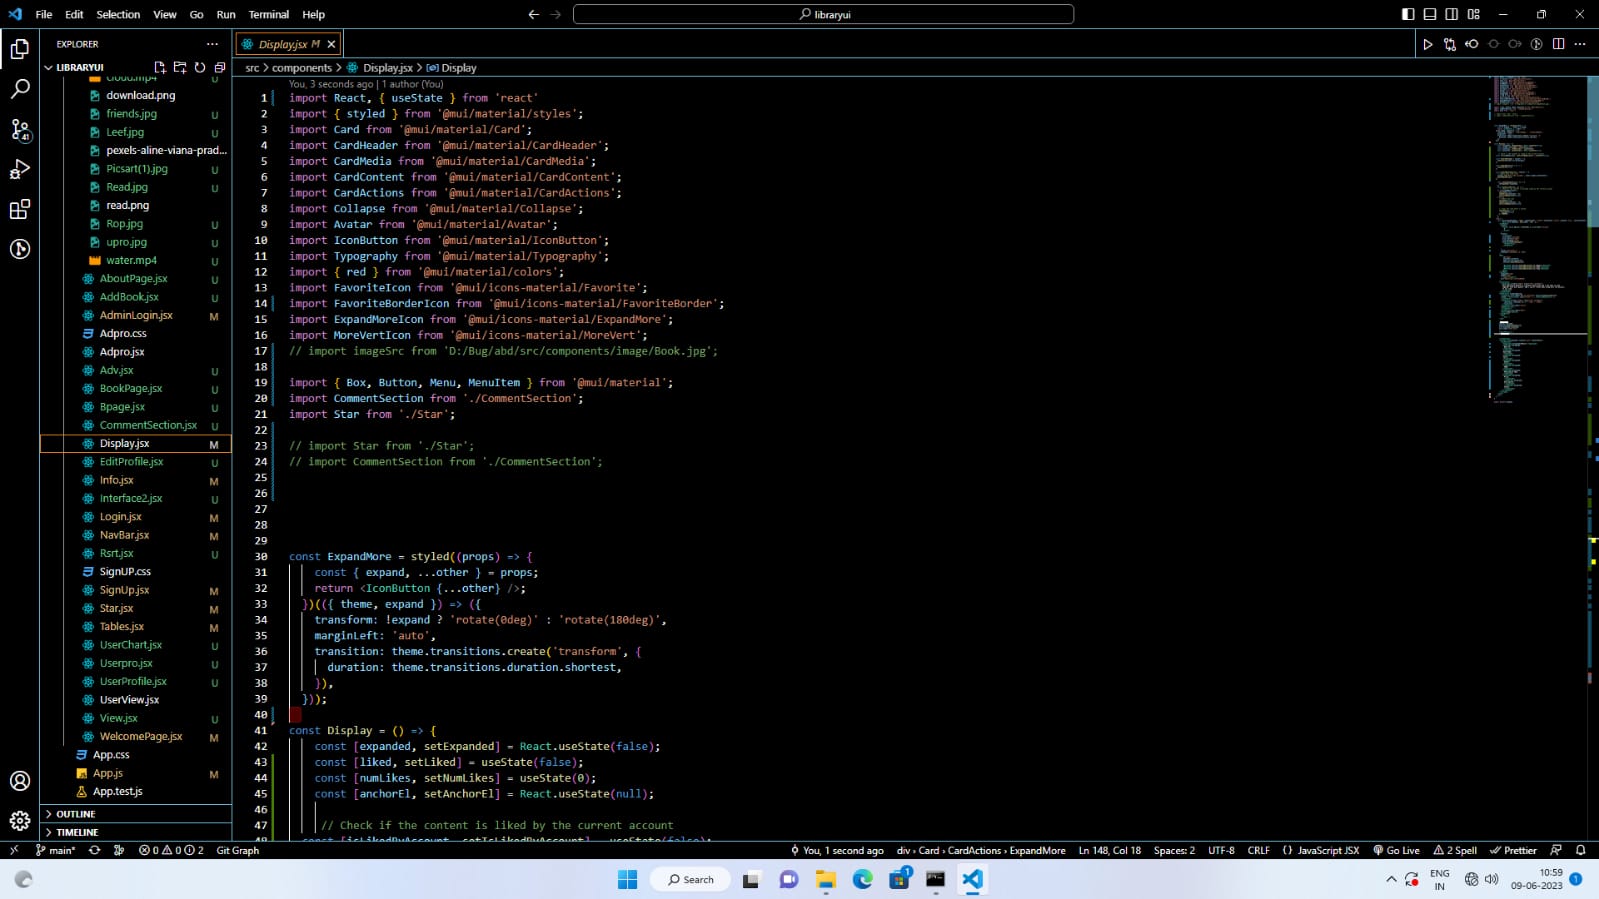 File Edit Selection View Go Run Terminal Help
libraryui
EXPLORER
Display.jsx M
LIBRARYUI
src > components > Display.jsx > Display
cloud.mp4 U
download.png
friends.jpg U
Leef.jpg U
pexels-aline-viana-prad...
Picsart(1).jpg U
Read.jpg U
read.png
Rop.jpg U
upro.jpg U
water.mp4 U
AboutPage.jsx U
AddBook.jsx U
AdminLogin.jsx M
Adpro.css
Adpro.jsx
Adv.jsx U
BookPage.jsx U
Bpage.jsx U
CommentSection.jsx U
Display.jsx M
EditProfile.jsx U
Info.jsx M
Interface2.jsx U
Login.jsx M
NavBar.jsx M
Rsrt.jsx U
SignUP.css
SignUp.jsx M
Star.jsx M
Tables.jsx M
UserChart.jsx U
Userpro.jsx U
UserProfile.jsx U
UserView.jsx
View.jsx U
WelcomePage.jsx M
App.css
App.js M
App.test.js
OUTLINE
TIMELINE
41
You, 3 seconds ago | 1 author (You)
1 import React, { useState } from 'react'
2 import { styled } from '@mui/material/styles';
3 import Card from '@mui/material/Card';
4 import CardHeader from '@mui/material/CardHeader';
5 import CardMedia from '@mui/material/CardMedia';
6 import CardContent from '@mui/material/CardContent';
7 import CardActions from '@mui/material/CardActions';
8 import Collapse from '@mui/material/Collapse';
9 import Avatar from '@mui/material/Avatar';
10 import IconButton from '@mui/material/IconButton';
11 import Typography from '@mui/material/Typography';
12 import { red } from '@mui/material/colors';
13 import FavoriteIcon from '@mui/icons-material/Favorite';
14 import FavoriteBorderIcon from '@mui/icons-material/FavoriteBorder';
15 import ExpandMoreIcon from '@mui/icons-material/ExpandMore';
16 import MoreVertIcon from '@mui/icons-material/MoreVert';
17 // import imageSrc from 'D:/Bug/abd/src/components/image/Book.jpg';
18
19 import { Box, Button, Menu, MenuItem } from '@mui/material';
20 import CommentSection from './CommentSection';
21 import Star from './Star';
22
23 // import Star from './Star';
24 // import CommentSection from './CommentSection';
25
26
27
28
29
30 const ExpandMore = styled((props) => {
31 const { expand, ...other } = props;
32 return <IconButton {...other} />;
33 })(({ theme, expand }) => ({
34 transform: !expand ? 'rotate(0deg)' : 'rotate(180deg)',
35 marginLeft: 'auto',
36 transition: theme.transitions.create('transform', {
37 duration: theme.transitions.duration.shortest,
38 }),
39 }));
40
41 const Display = () => {
42 const [expanded, setExpanded] = React.useState(false);
43 const [liked, setLiked] = useState(false);
44 const [numLikes, setNumLikes] = useState(0);
45 const [anchorEl, setAnchorEl] = React.useState(null);
46
47 // Check if the content is liked by the current account
48 const [isLikedByAccount, setIsLikedByAccount] = useState(false);
main* 0 0 2 Git Graph You, 1 second ago div > Card > CardActions > ExpandMore Ln 148, Col 18 Spaces: 2 UTF-8 CRLF {} JavaScript JSX Go Live 2 Spell Prettier
Search
1
ENG
IN
10:59
09-06-2023
1